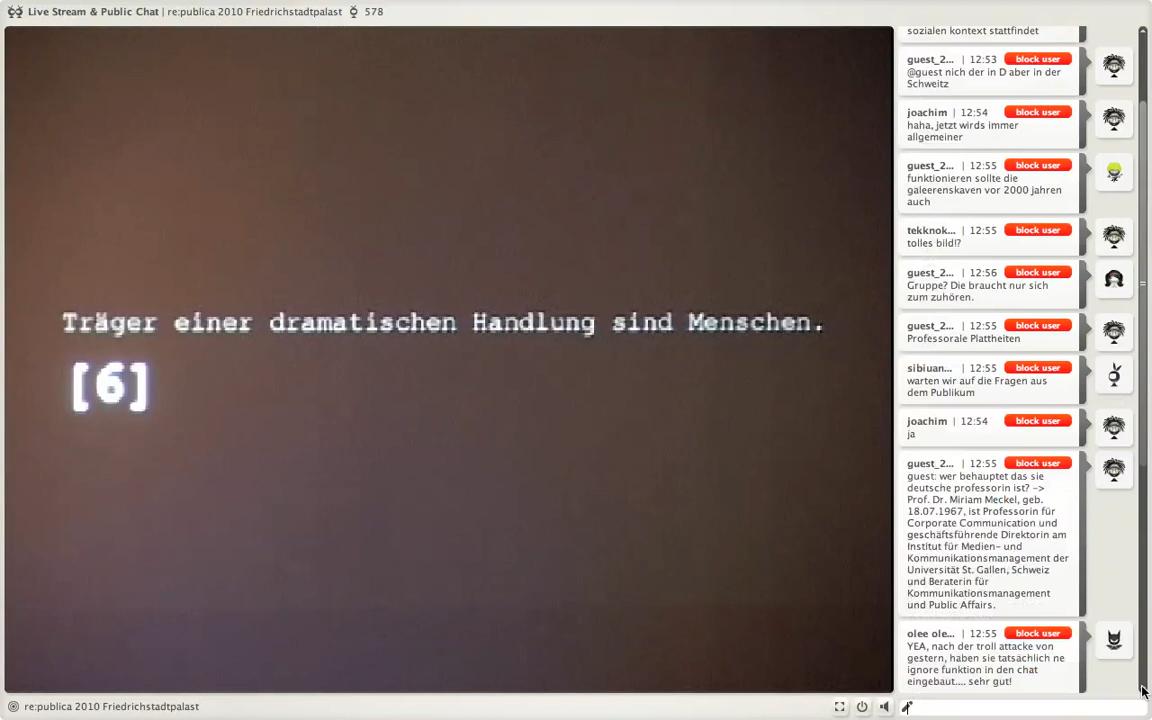 Live Stream & Public Chat | re:publica 2010 Friedrichstadtpalast 578
Träger einer dramatischen Handlung sind Menschen.
[6]
sozialen kontext stattfindet
guest_2... | 12:53 block user
@guest nich der in D aber in der
Schweitz
joachim | 12:54 block user
haha, jetzt wirds immer
allgemeiner
guest_2... | 12:55 block user
funktionieren sollte die
galeerenskaven vor 2000 jahren
auch
tekknok... | 12:55 block user
tolles bild!?
guest_2... | 12:56 block user
Gruppe? Die braucht nur sich
zum zuhören.
guest_2... | 12:55 block user
Professorale Plattheiten
sibiuan... | 12:55 block user
warten wir auf die Fragen aus
dem Publikum
joachim | 12:54 block user
ja
guest_2... | 12:55 block user
guest: wer behauptet das sie
deutsche professorin ist? ->
Prof. Dr. Miriam Meckel, geb.
18.07.1967, ist Professorin für
Corporate Communication und
geschäftsführende Direktorin am
Institut für Medien- und
Kommunikationsmanagement der
Universität St. Gallen, Schweiz
und Beraterin für
Kommunikationsmanagement
und Public Affairs.
olee ole... | 12:55 block user
YEA, nach der troll attacke von
gestern, haben sie tatsächlich ne
ignore funktion in den chat
eingebaut.... sehr gut!
re:publica 2010 Friedrichstadtpalast